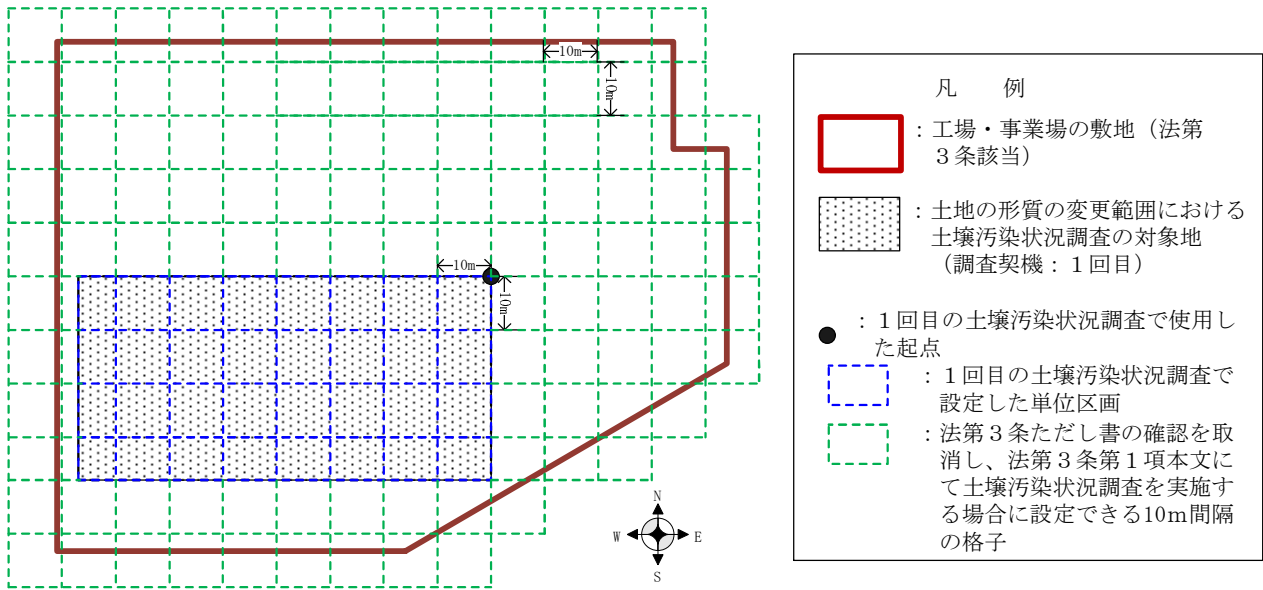 10m
10m
10m
10m
N
W
E
S
凡　例
：工場・事業場の敷地（法第
３条該当）
：土地の形質の変更範囲における
土壌汚染状況調査の対象地
（調査契機：１回目）
：１回目の土壌汚染状況調査で使用し
た起点
：１回目の土壌汚染状況調査で
設定した単位区画
：法第３条ただし書の確認を取
消し、法第３条第１項本文に
て土壌汚染状況調査を実施す
る場合に設定できる10m間隔
の格子